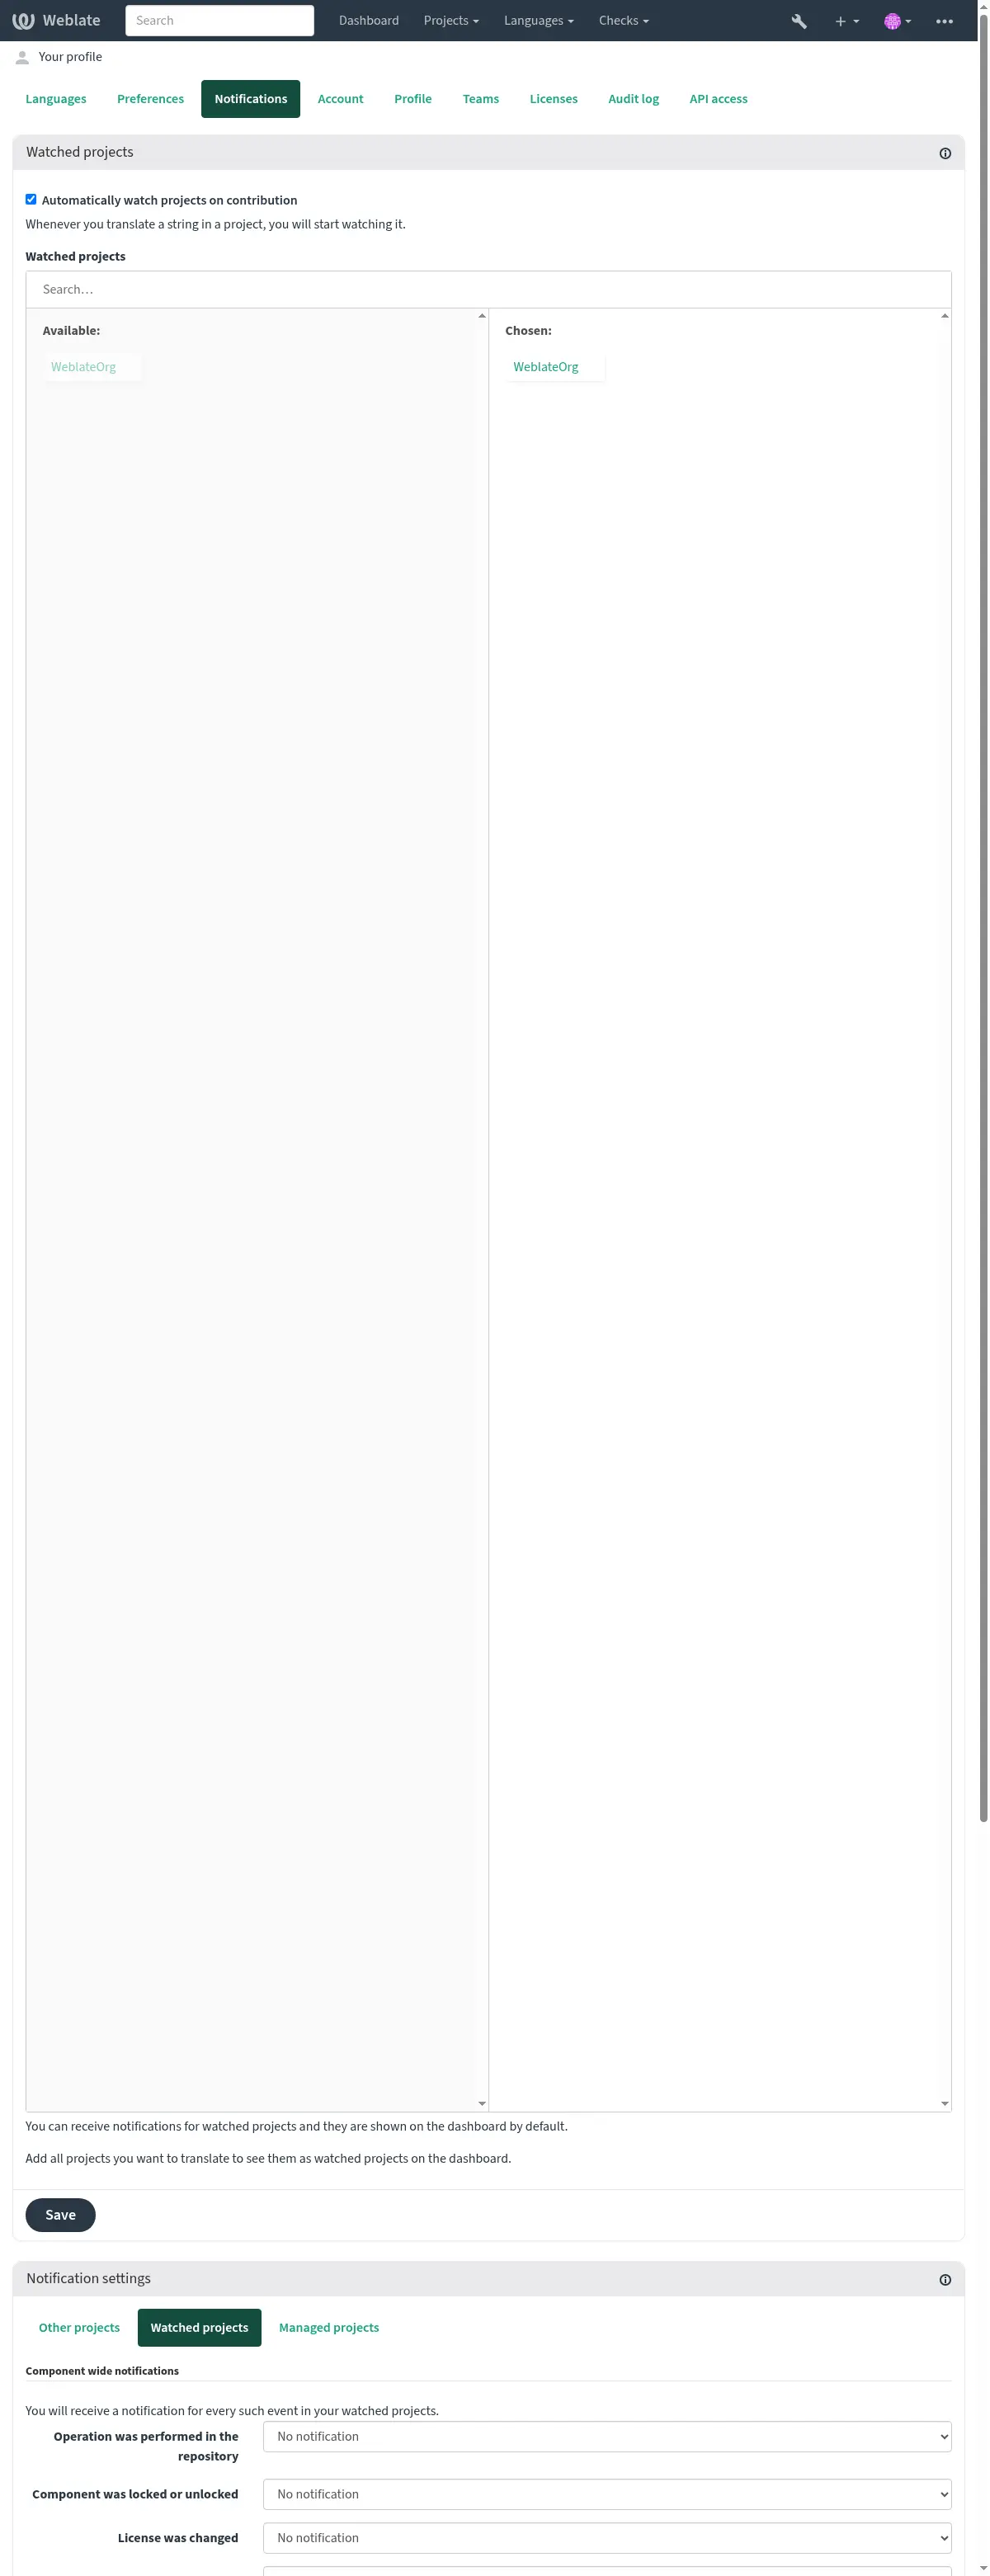 Weblate
Search
Dashboard
Projects
Languages
Checks
Your profile
Languages
Preferences
Notifications
Account
Profile
Teams
Licenses
Audit log
API access
Watched projects
Automatically watch projects on contribution
Whenever you translate a string in a project, you will start watching it.
Watched projects
Search…
Available:
WeblateOrg
Chosen:
WeblateOrg
You can receive notifications for watched projects and they are shown on the dashboard by default.
Add all projects you want to translate to see them as watched projects on the dashboard.
Save
Notification settings
Other projects
Watched projects
Managed projects
Component wide notifications
You will receive a notification for every such event in your watched projects.
Operation was performed in the
repository
No notification
Component was locked or unlocked
No notification
License was changed
No notification